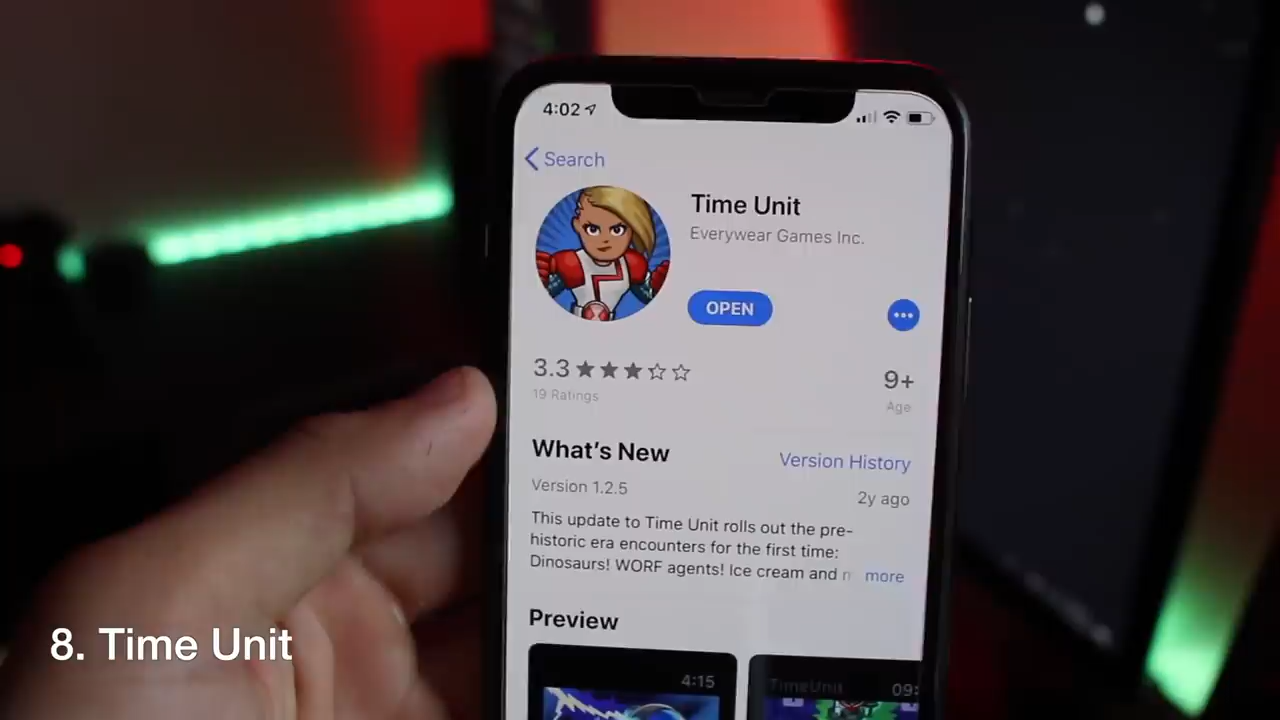 4:02
Search
Time Unit
Everywear Games Inc.
OPEN
3.3
19 Ratings
9+
Age
What's New
Version History
Version 1.2.5
2y ago
This update to Time Unit rolls out the pre-
historic era encounters for the first time:
Dinosaurs! WORF agents! Ice cream and
more
Preview
4:15
TimeUnit
09:
8. Time Unit